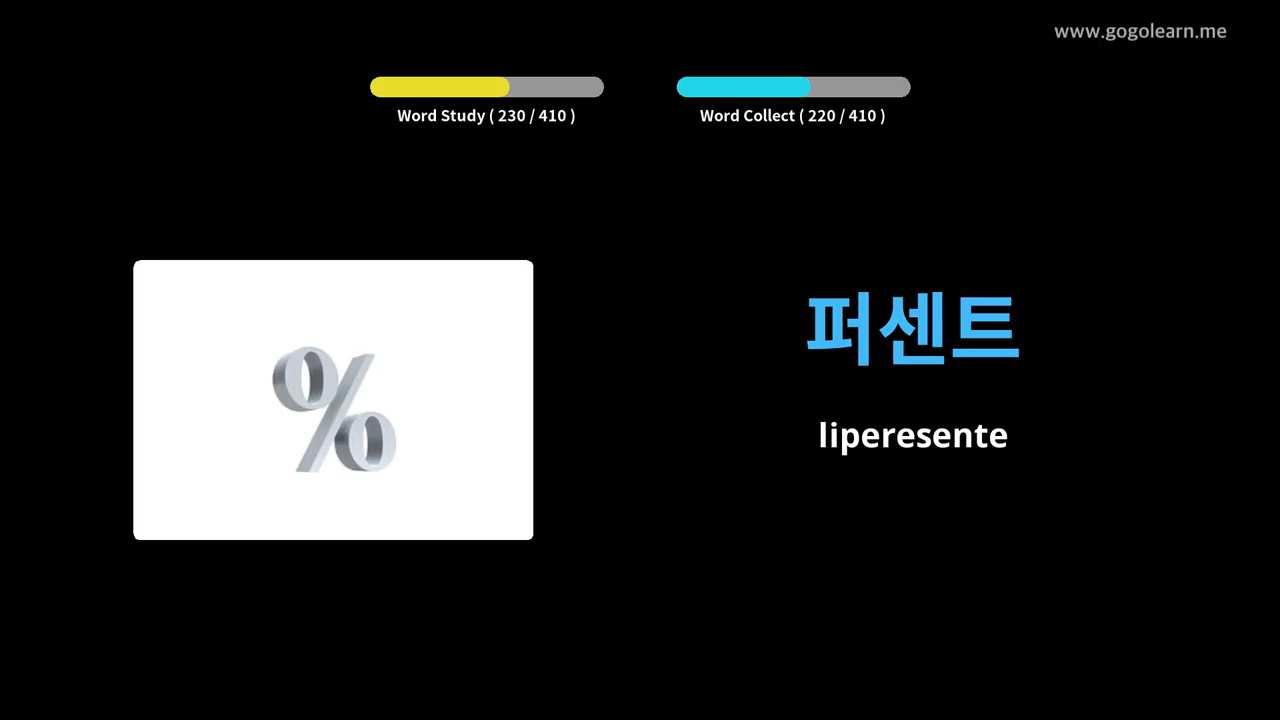 www.gogolearn.me
Word Study ( 230 / 410 )
Word Collect ( 220 / 410 )
%
퍼센트
liperesente